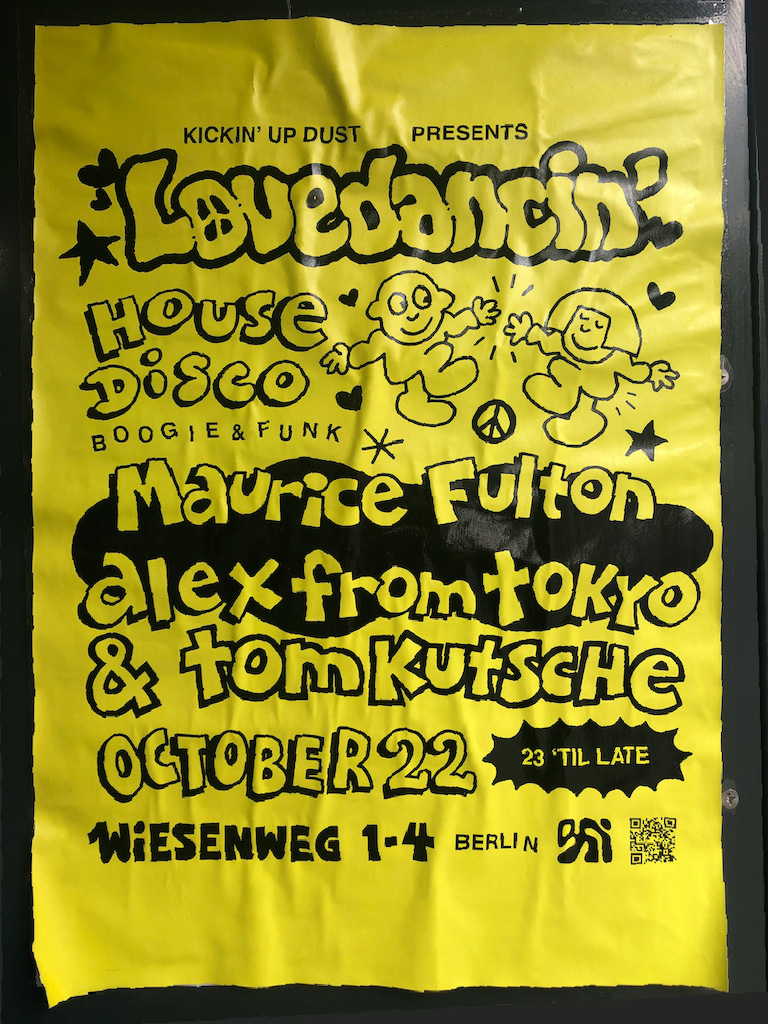 KICKIN' UP DUST PRESENTS
Lovedancin'
HOUSE
DiSCO
BOOGIE & FUNK
Maurice Fulton
alex from tokyo
& tom Kutsche
OCTOBER 22
23 'TIL LATE
WiESENWEG 1-4 BERLIN